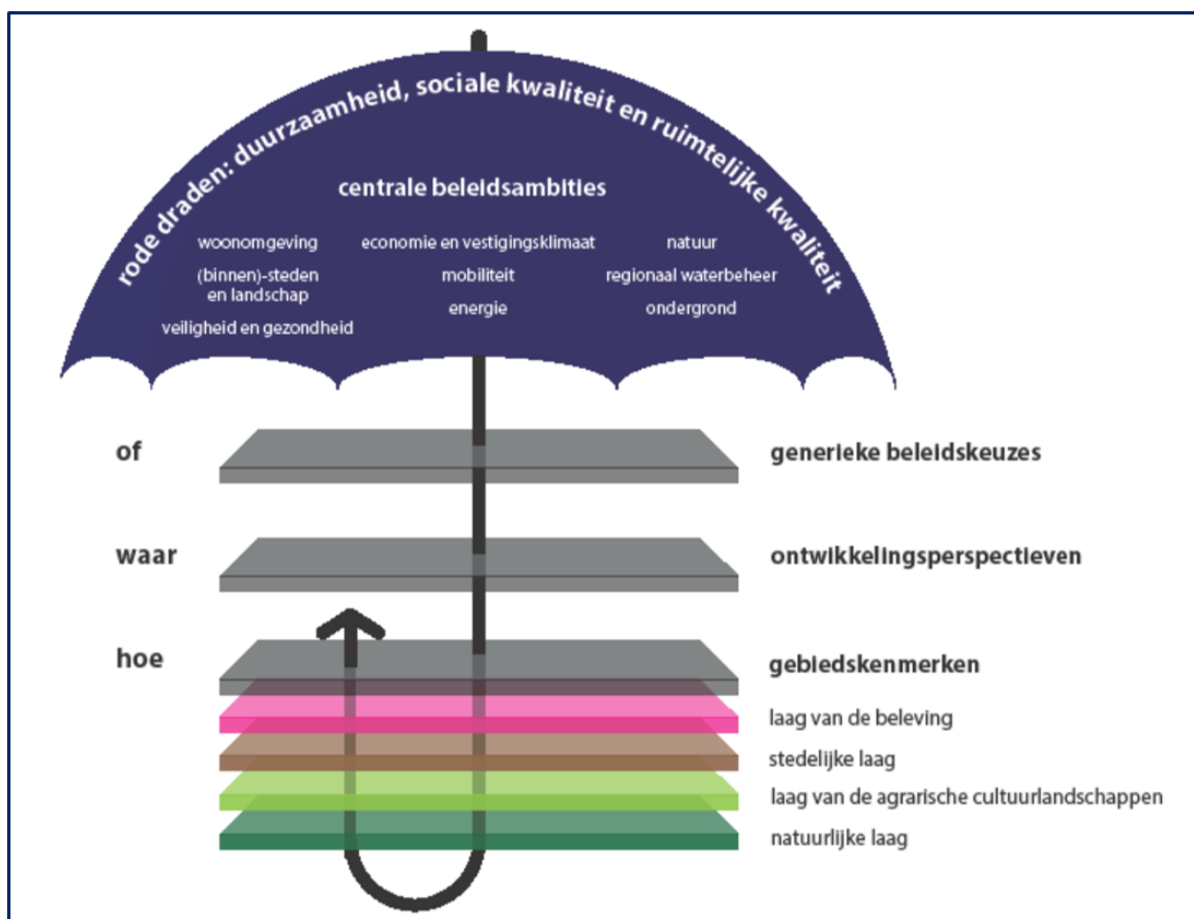 rode draden: duurzaamheid, sociale kwaliteit en ruimtelijke kwaliteit
centrale beleidsambities
woonomgeving
(binnen)-steden
en landschap
veiligheid en gezondheid
economie en vestigingsklimaat
mobiliteit
energie
natuur
regionaal waterbeheer
ondergrond
of
generieke beleidskeuzes
waar
ontwikkelingsperspectieven
hoe
gebiedskenmerken
laag van de beleving
stedelijke laag
laag van de agrarische cultuurlandschappen
natuurlijke laag